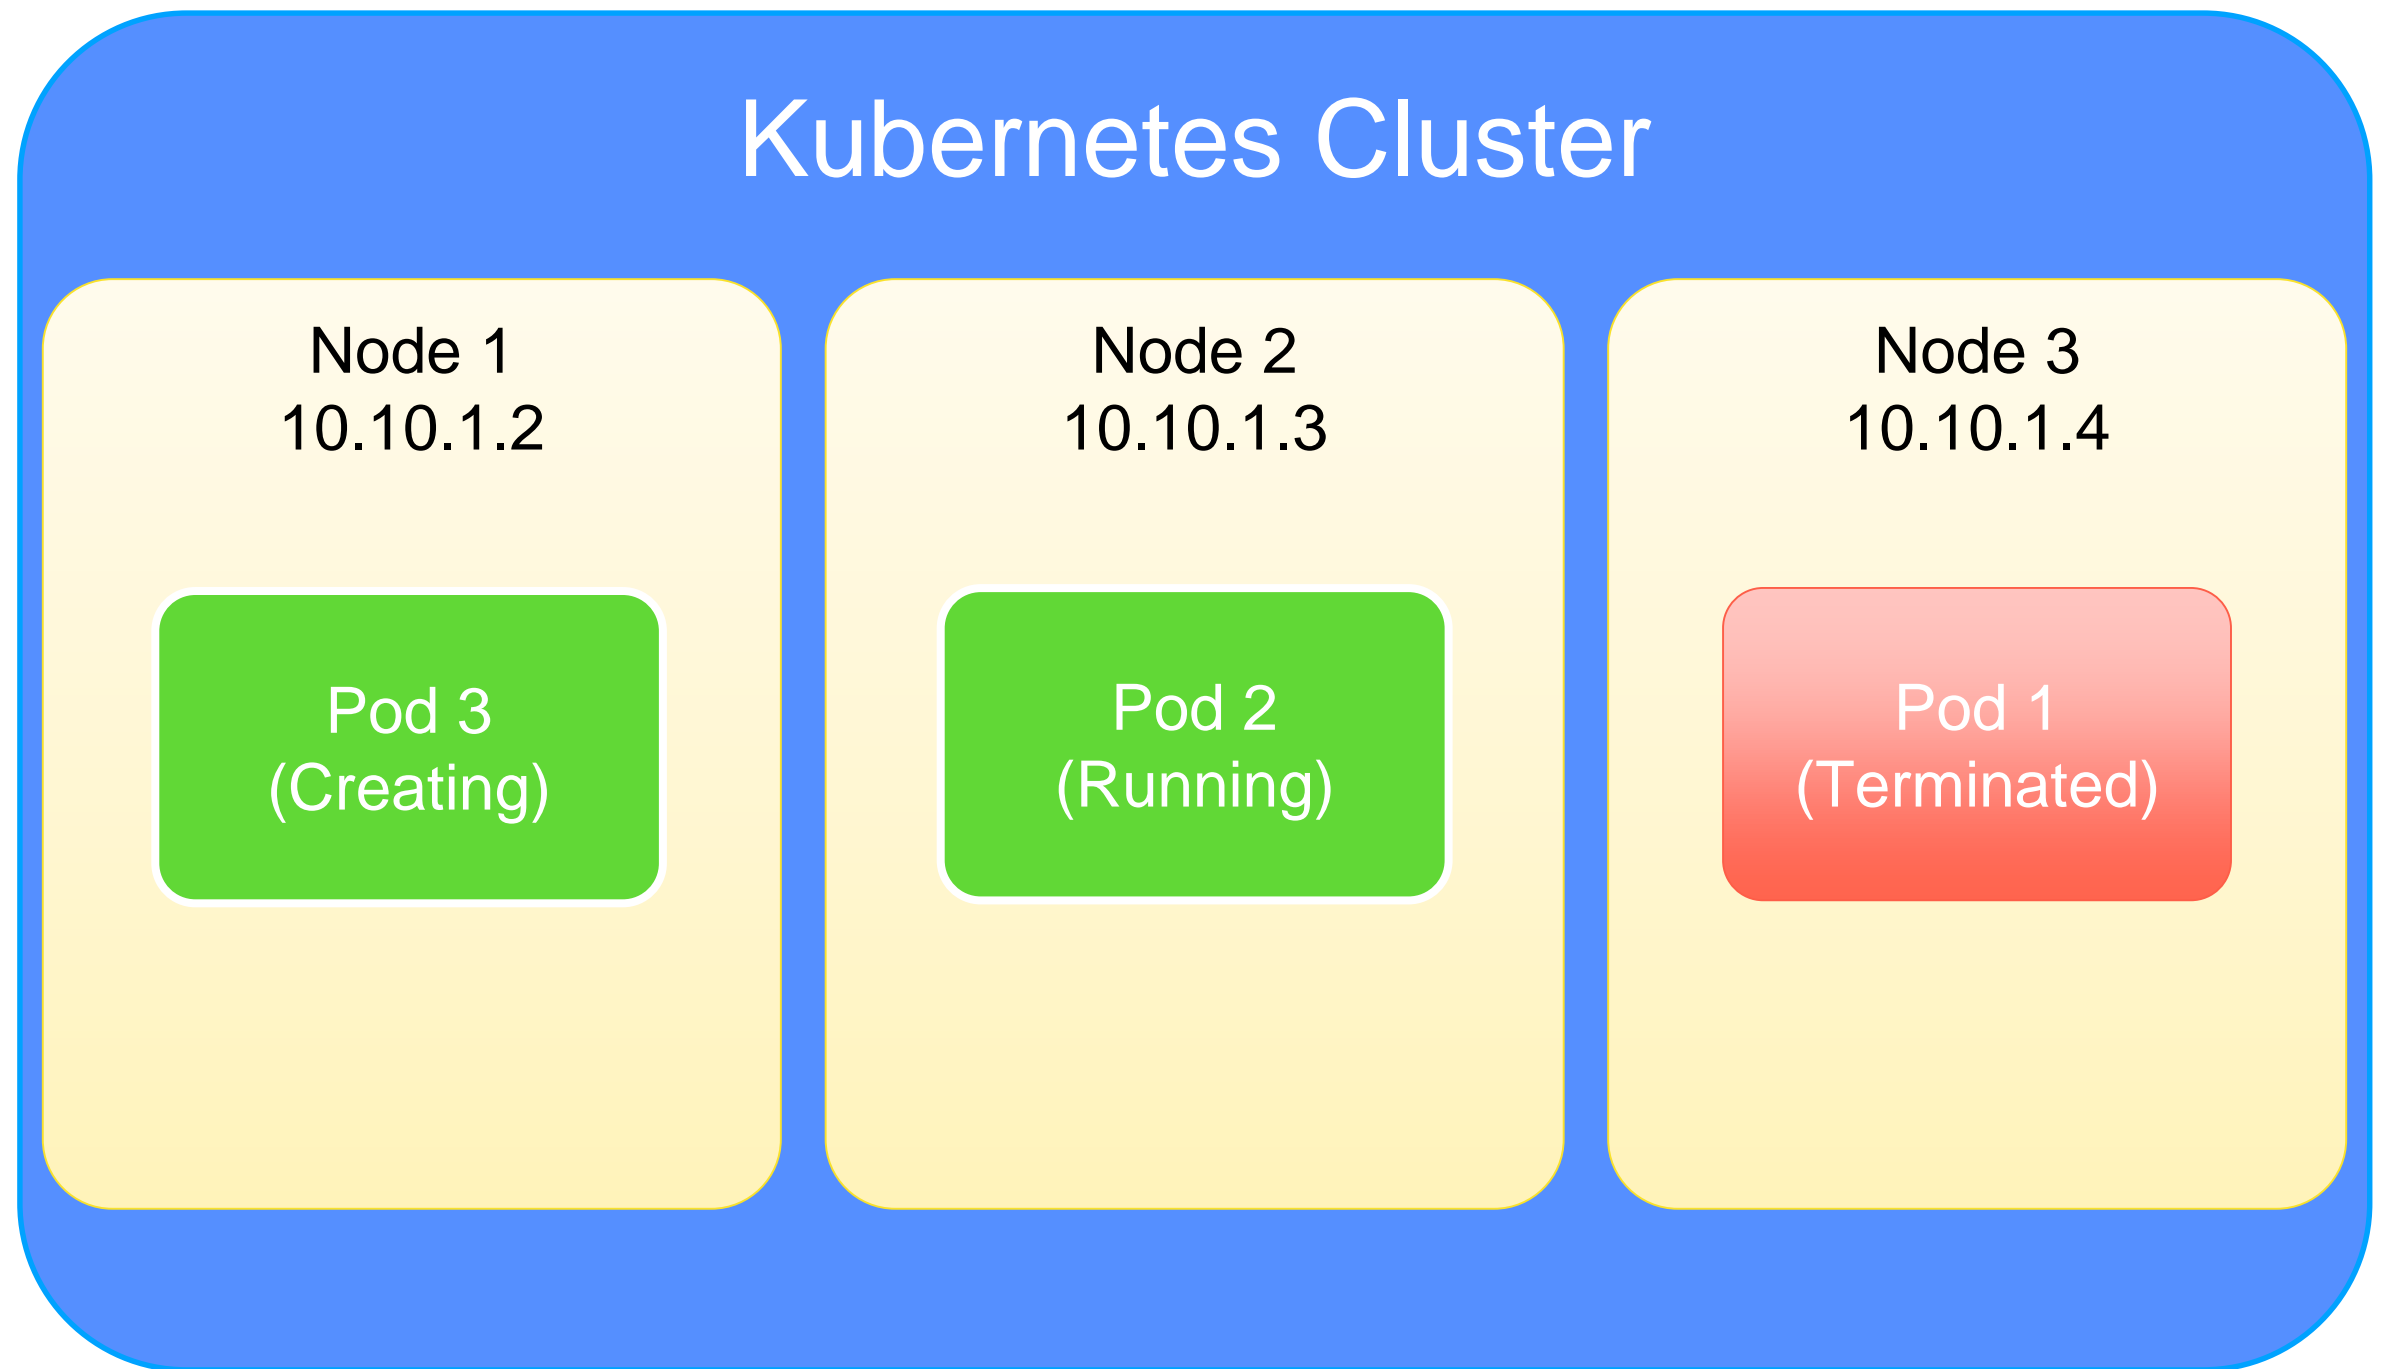 Kubernetes Cluster
Node 1
10.10.1.2
Pod 3
(Creating)
Node 2
10.10.1.3
Pod 2
(Running)
Node 3
10.10.1.4
Pod 1
(Terminated)